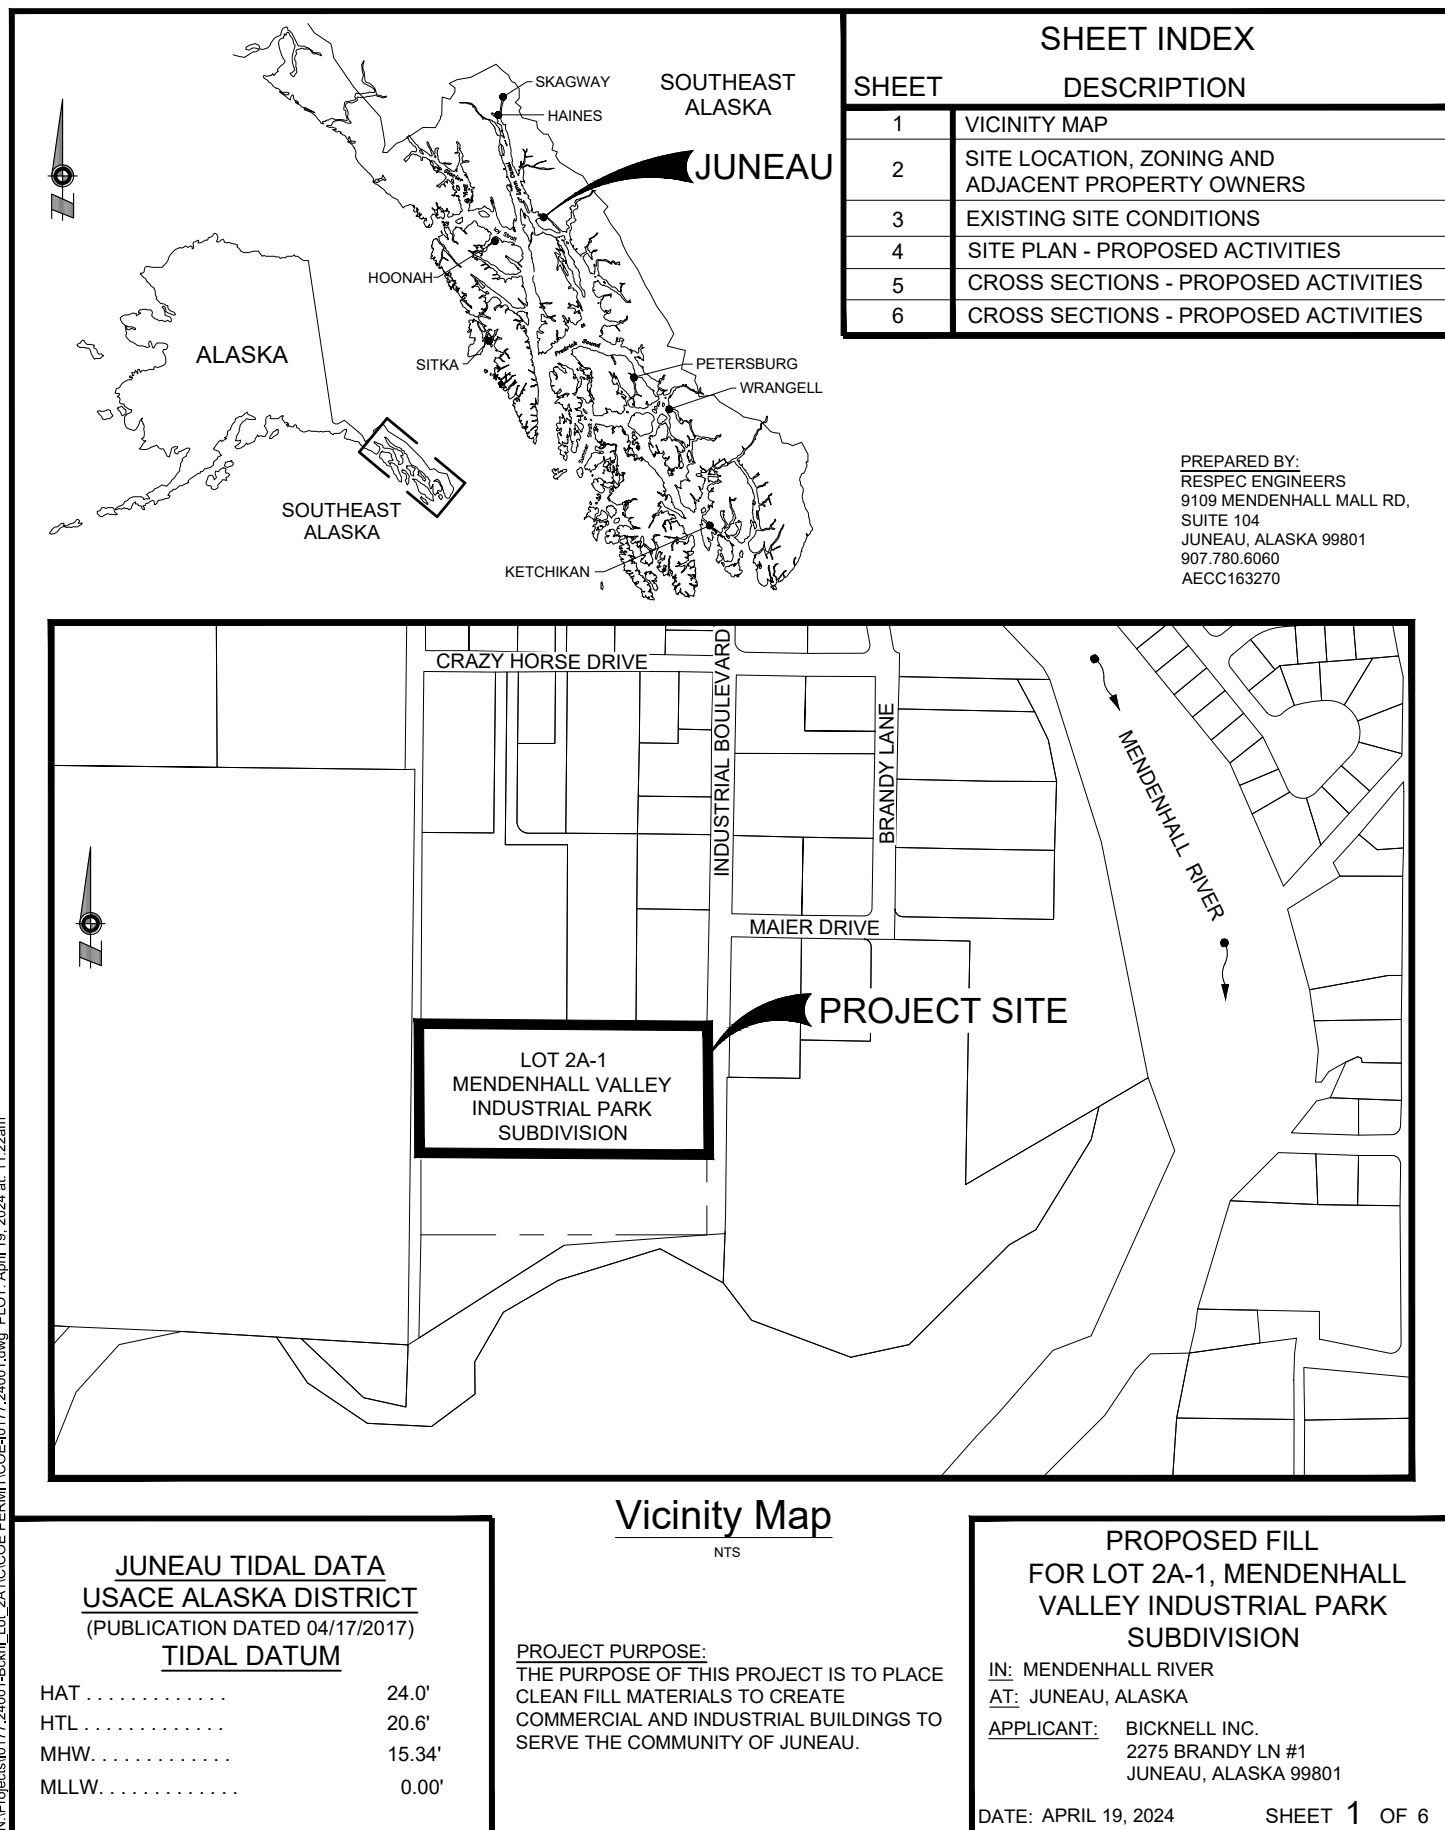 SHEET INDEX
SHEET DESCRIPTION
1 VICINITY MAP
2 SITE LOCATION, ZONING AND
ADJACENT PROPERTY OWNERS
3 EXISTING SITE CONDITIONS
4 SITE PLAN - PROPOSED ACTIVITIES
5 CROSS SECTIONS - PROPOSED ACTIVITIES
6 CROSS SECTIONS - PROPOSED ACTIVITIES
SKAGWAY
HAINES
SOUTHEAST
ALASKA
JUNEAU
HOONAH
SITKA
PETERSBURG
WRANGELL
KETCHIKAN
ALASKA
SOUTHEAST
ALASKA
PREPARED BY:
RESPEC ENGINEERS
9109 MENDENHALL MALL RD,
SUITE 104
JUNEAU, ALASKA 99801
907.780.6060
AECC163270
CRAZY HORSE DRIVE
INDUSTRIAL BOULEVARD
BRANDY LANE
MENDENHALL RIVER
MAIER DRIVE
PROJECT SITE
LOT 2A-1
MENDENHALL VALLEY
INDUSTRIAL PARK
SUBDIVISION
Vicinity Map
NTS
JUNEAU TIDAL DATA
USACE ALASKA DISTRICT
(PUBLICATION DATED 04/17/2017)
TIDAL DATUM
HAT . . . . . . . . . . . . . 24.0'
HTL . . . . . . . . . . . . . 20.6'
MHW. . . . . . . . . . . . . 15.34'
MLLW. . . . . . . . . . . . . 0.00'
PROJECT PURPOSE:
THE PURPOSE OF THIS PROJECT IS TO PLACE
CLEAN FILL MATERIALS TO CREATE
COMMERCIAL AND INDUSTRIAL BUILDINGS TO
SERVE THE COMMUNITY OF JUNEAU.
PROPOSED FILL
FOR LOT 2A-1, MENDENHALL
VALLEY INDUSTRIAL PARK
SUBDIVISION
IN: MENDENHALL RIVER
AT: JUNEAU, ALASKA
APPLICANT: BICKNELL INC.
2275 BRANDY LN #1
JUNEAU, ALASKA 99801
DATE: APRIL 19, 2024 SHEET 1 OF 6